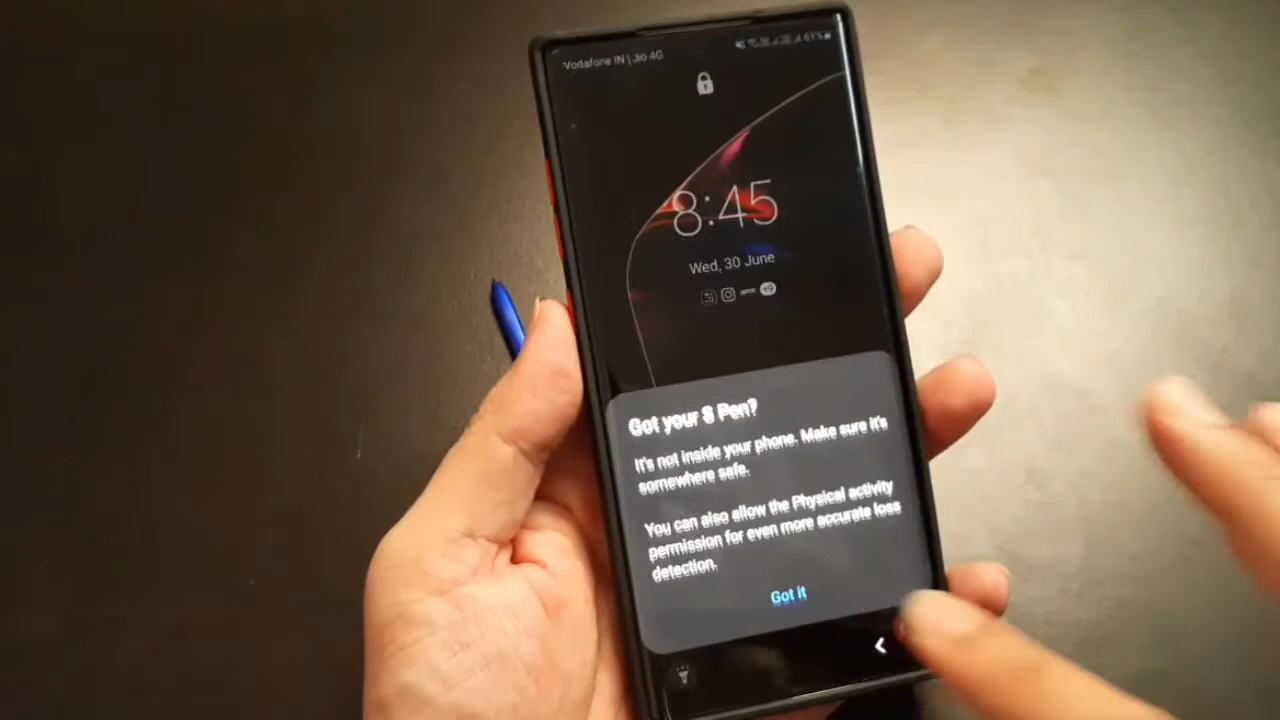 Vodafone IN | Jio 4G
61%
8:45
Wed, 30 June
+9
Got your S Pen?
It's not inside your phone. Make sure it's
somewhere safe.
You can also allow the Physical activity
permission for even more accurate loss
detection.
Got it